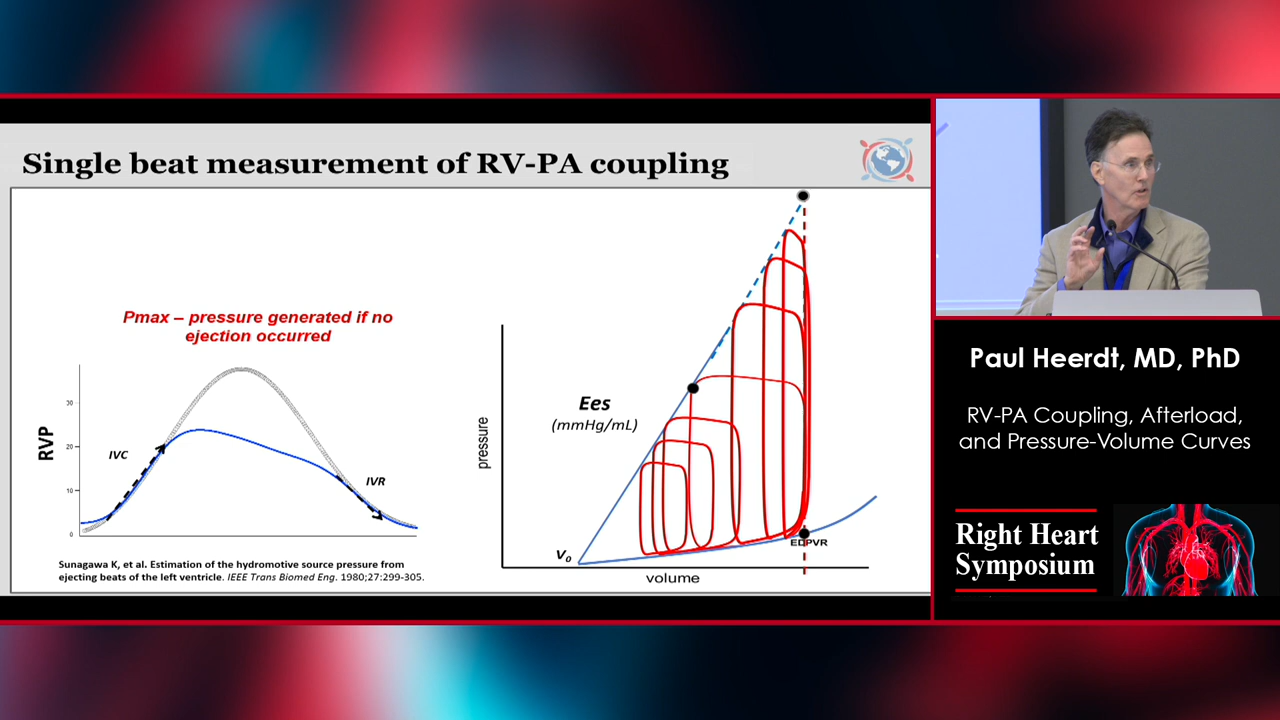 Single beat measurement of RV-PA coupling
Pmax – pressure generated if no
ejection occurred
RVP
30
20
10
0
IVC
IVR
Sunagawa K, et al. Estimation of the hydromotive source pressure from
ejecting beats of the left ventricle. IEEE Trans Biomed Eng. 1980;27:299-305.
Ees
(mmHg/mL)
pressure
V0
EDPVR
volume
Paul Heerdt, MD, PhD
RV-PA Coupling, Afterload,
and Pressure-Volume Curves
Right Heart
Symposium